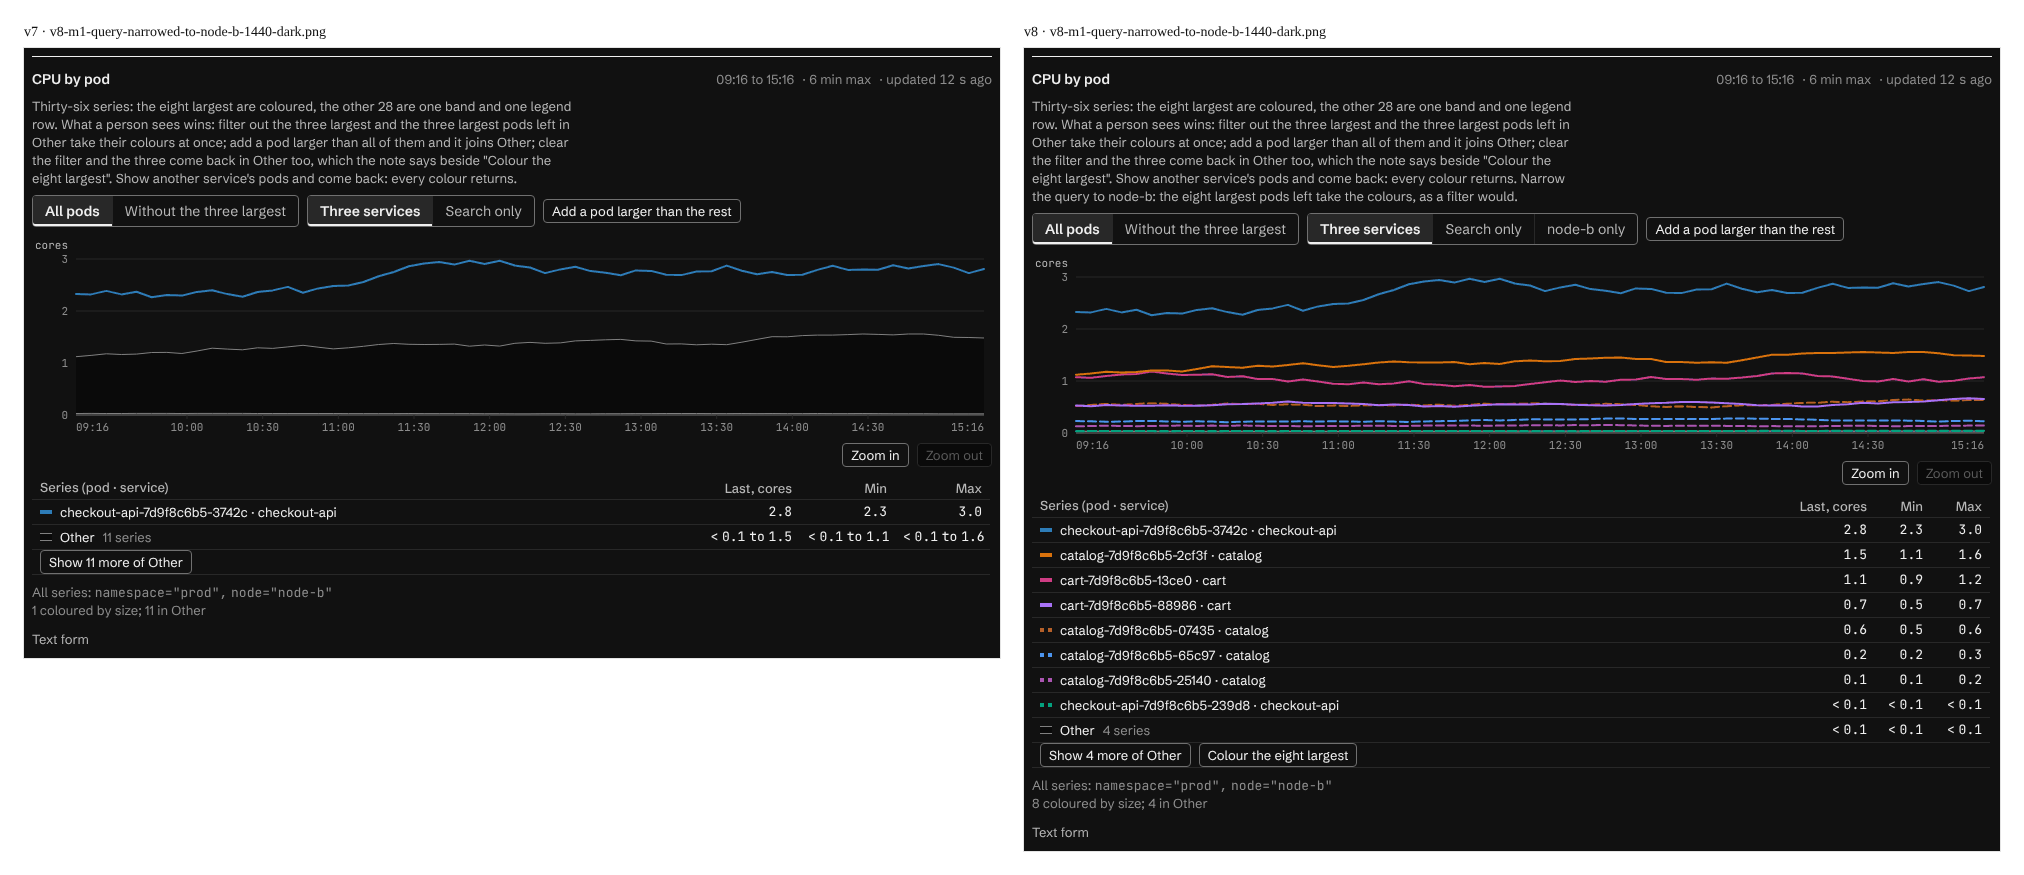 v7 · v8-m1-query-narrowed-to-node-b-1440-dark.png
CPU by pod
09:16 to 15:16 · 6 min max · updated 12 s ago
Thirty-six series: the eight largest are coloured, the other 28 are one band and one legend
row. What a person sees wins: filter out the three largest and the three largest pods left in
Other take their colours at once; add a pod larger than all of them and it joins Other; clear
the filter and the three come back in Other too, which the note says beside "Colour the
eight largest". Show another service's pods and come back: every colour returns.
All pods Without the three largest Three services Search only Add a pod larger than the rest
cores
3
2
1
0
09:16 10:00 10:30 11:00 11:30 12:00 12:30 13:00 13:30 14:00 14:30 15:16
Zoom in Zoom out
Series (pod · service) Last, cores Min Max
checkout-api-7d9f8c6b5-3742c · checkout-api 2.8 2.3 3.0
Other 11 series <0.1 to 1.5 <0.1 to 1.1 <0.1 to 1.6
Show 11 more of Other
All series: namespace="prod", node="node-b"
1 coloured by size; 11 in Other
Text form
v8 · v8-m1-query-narrowed-to-node-b-1440-dark.png
CPU by pod
09:16 to 15:16 · 6 min max · updated 12 s ago
Thirty-six series: the eight largest are coloured, the other 28 are one band and one legend
row. What a person sees wins: filter out the three largest and the three largest pods left in
Other take their colours at once; add a pod larger than all of them and it joins Other; clear
the filter and the three come back in Other too, which the note says beside "Colour the
eight largest". Show another service's pods and come back: every colour returns. Narrow
the query to node-b: the eight largest pods left take the colours, as a filter would.
All pods Without the three largest Three services Search only node-b only Add a pod larger than the rest
cores
3
2
1
0
09:16 10:00 10:30 11:00 11:30 12:00 12:30 13:00 13:30 14:00 14:30 15:16
Zoom in Zoom out
Series (pod · service) Last, cores Min Max
checkout-api-7d9f8c6b5-3742c · checkout-api 2.8 2.3 3.0
catalog-7d9f8c6b5-2cf3f · catalog 1.5 1.1 1.6
cart-7d9f8c6b5-13ce0 · cart 1.1 0.9 1.2
cart-7d9f8c6b5-88986 · cart 0.7 0.5 0.7
catalog-7d9f8c6b5-07435 · catalog 0.6 0.5 0.6
catalog-7d9f8c6b5-65c97 · catalog 0.2 0.2 0.3
catalog-7d9f8c6b5-25140 · catalog 0.1 0.1 0.2
checkout-api-7d9f8c6b5-239d8 · checkout-api <0.1 <0.1 <0.1
Other 4 series <0.1 <0.1 <0.1
Show 4 more of Other Colour the eight largest
All series: namespace="prod", node="node-b"
8 coloured by size; 4 in Other
Text form